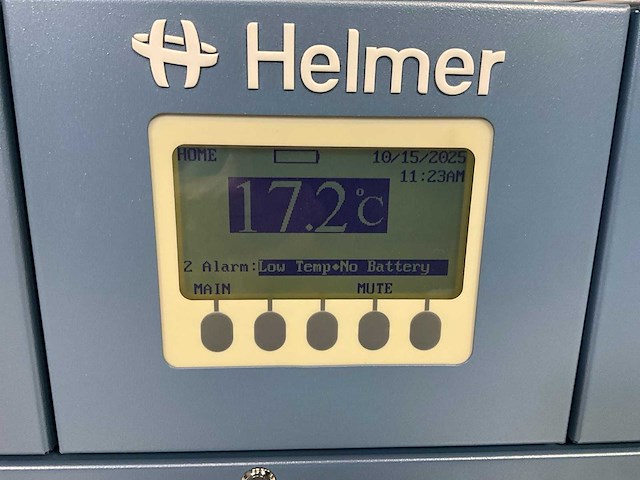 Helmer
HOME 10/15/2025
11:23AM
17.2°C
2 Alarm:Low Temp◆No Battery
MAIN MUTE